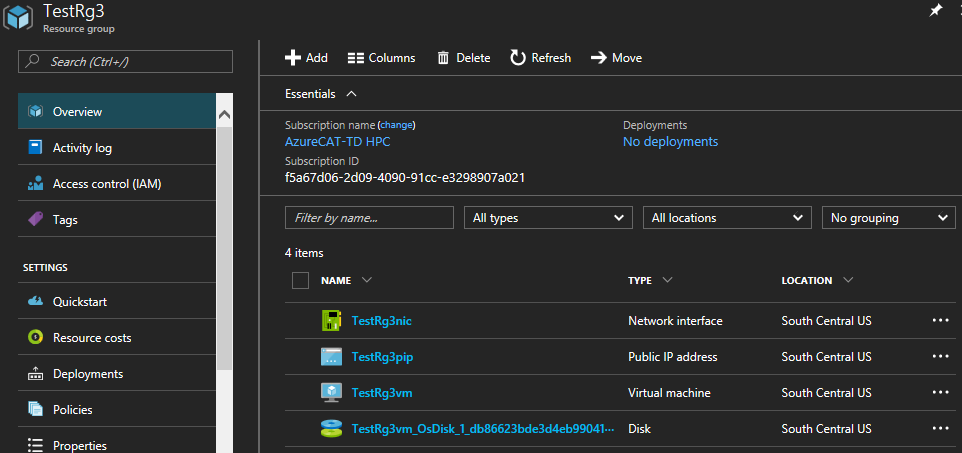 TestRg3
Resource group
Search (Ctrl+/)
Overview
Activity log
Access control (IAM)
Tags
SETTINGS
Quickstart
Resource costs
Deployments
Policies
Properties
Add Columns Delete Refresh Move
Essentials
Subscription name (change)
AzureCAT-TD HPC
Subscription ID
f5a67d06-2d09-4090-91cc-e3298907a021
Deployments
No deployments
Filter by name... All types All locations No grouping
4 items
NAME TYPE LOCATION
TestRg3nic Network interface South Central US ...
TestRg3pip Public IP address South Central US ...
TestRg3vm Virtual machine South Central US ...
TestRg3vm_OsDisk_1_db86623bde3d4eb99041... Disk South Central US ...